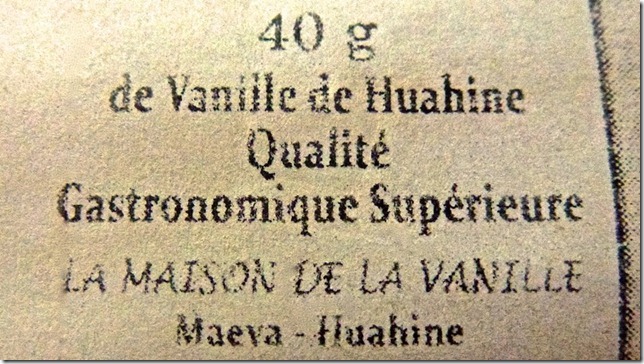 40 g
de Vanille de Huahine
Qualité
Gastronomique Supérieure
LA MAISON DE LA VANILLE
Maeva - Huahine